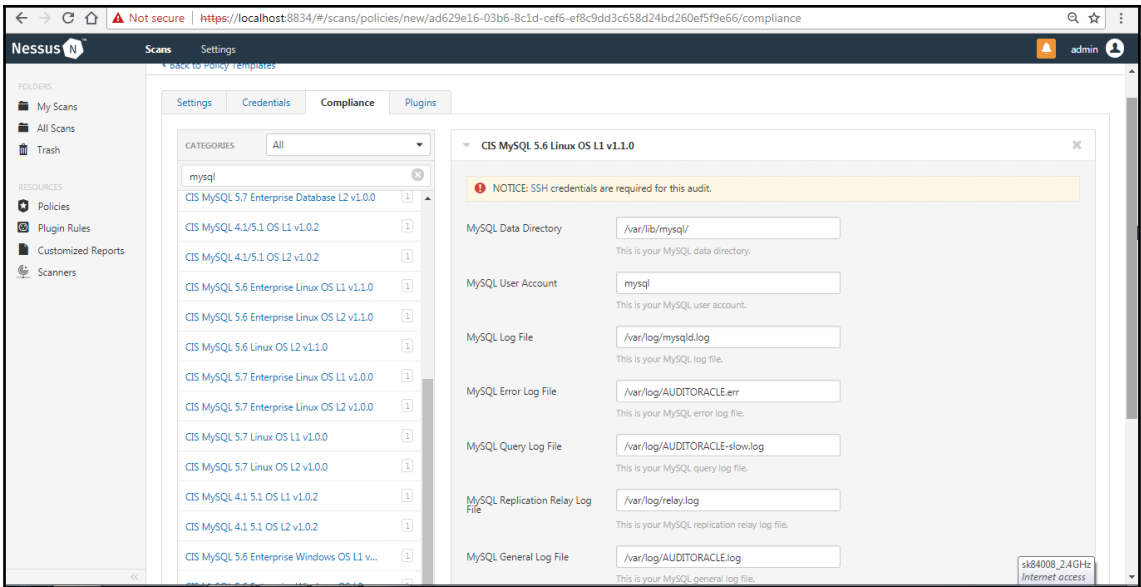 Not secure | https://localhost:8834/#/scans/policies/new/ad629e16-03b6-8c1d-cef6-ef8c9dd3c658d24bd260ef5f9e66/compliance
Nessus N Scans Settings admin
Back to Policy Templates
FOLDERS
My Scans
All Scans
Trash
RESOURCES
Policies
Plugin Rules
Customized Reports
Scanners
Settings Credentials Compliance Plugins
CATEGORIES All
mysql
CIS MySQL 5.7 Enterprise Database L2 v1.0.0 1
CIS MySQL 4.1/5.1 OS L1 v1.0.2 1
CIS MySQL 4.1/5.1 OS L2 v1.0.2 1
CIS MySQL 5.6 Enterprise Linux OS L1 v1.1.0 1
CIS MySQL 5.6 Enterprise Linux OS L2 v1.1.0 1
CIS MySQL 5.6 Linux OS L2 v1.1.0 1
CIS MySQL 5.7 Enterprise Linux OS L1 v1.0.0 1
CIS MySQL 5.7 Enterprise Linux OS L2 v1.0.0 1
CIS MySQL 5.7 Linux OS L1 v1.0.0 1
CIS MySQL 5.7 Linux OS L2 v1.0.0 1
CIS MySQL 4.1 5.1 OS L1 v1.0.2 1
CIS MySQL 4.1 5.1 OS L2 v1.0.2 1
CIS MySQL 5.6 Enterprise Windows OS L1 v... 1
CIS MySQL 5.6 Linux OS L1 v1.1.0
NOTICE: SSH credentials are required for this audit.
MySQL Data Directory /var/lib/mysql/
This is your MySQL data directory.
MySQL User Account mysql
This is your MySQL user account.
MySQL Log File /var/log/mysqld.log
This is your MySQL log file.
MySQL Error Log File /var/log/AUDITORACLE.err
This is your MySQL error log file.
MySQL Query Log File /var/log/AUDITORACLE-slow.log
This is your MySQL query log file.
MySQL Replication Relay Log
File /var/log/relay.log
This is your MySQL replication relay log file.
MySQL General Log File /var/log/AUDITORACLE.log
This is your MySQL general log file.
sk84008_2.4GHz
Internet access